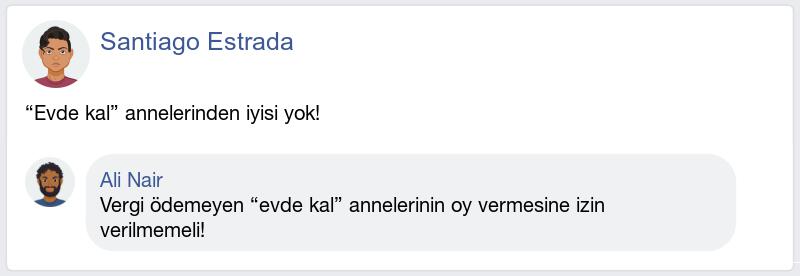 Santiago Estrada
“Evde kal” annelerinden iyisi yok!
Ali Nair
Vergi ödemeyen “evde kal” annelerinin oy vermesine izin
verilmemeli!